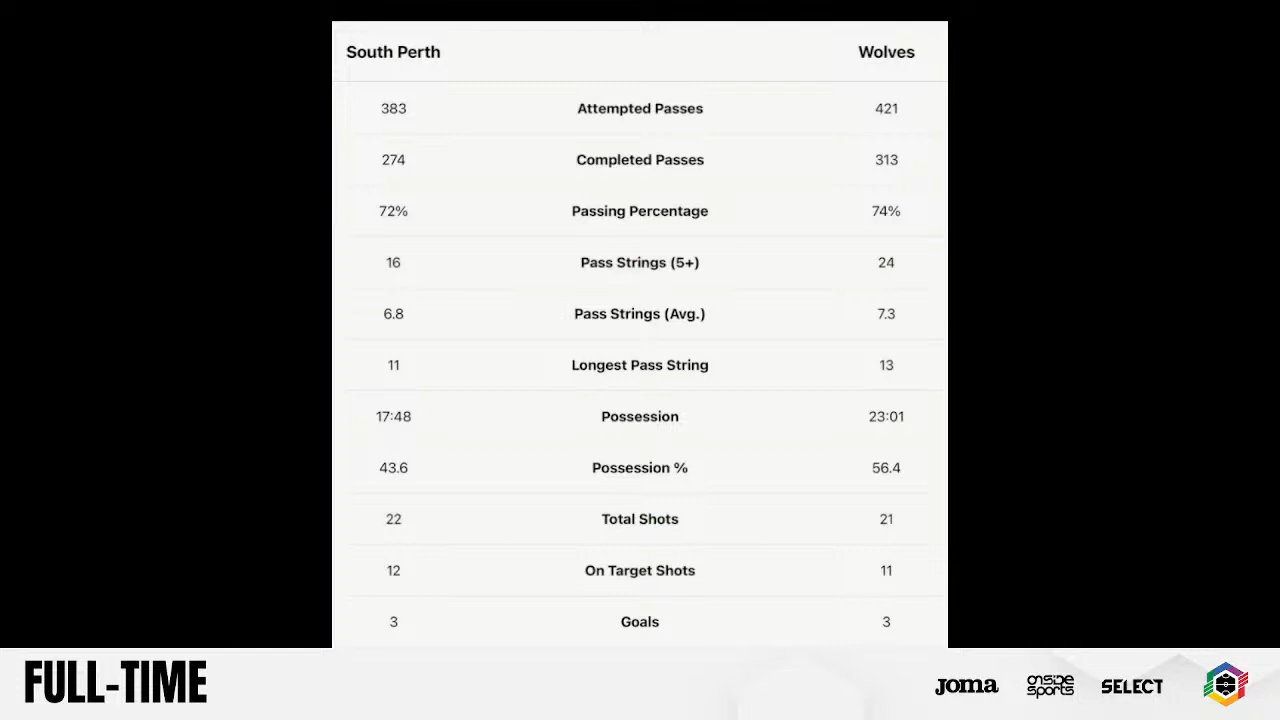 South Perth Wolves
383 Attempted Passes 421
274 Completed Passes 313
72% Passing Percentage 74%
16 Pass Strings (5+) 24
6.8 Pass Strings (Avg.) 7.3
11 Longest Pass String 13
17:48 Possession 23:01
43.6 Possession % 56.4
22 Total Shots 21
12 On Target Shots 11
3 Goals 3
FULL-TIME Joma onside sports SELECT